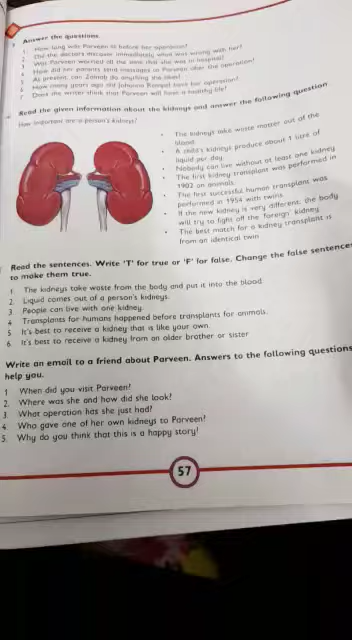 Answer the questions
1 How long was Parveen ill before her operation?
2 Did the doctors discover immediately what was wrong with her?
3 Was Parveen worried all the time that she was in hospital?
4 How did her parents send messages to Parveen after the operation?
5 At present, can Zainab do anything she likes?
6 How many years ago did Johanna Rempel have her operation?
7 Does the writer think that Parveen will have a healthy life?
Read the given information about the kidneys and answer the following question.
How important are a person's kidneys?
• The kidneys take waste matter out of the
blood.
• A child's kidneys produce about 1 litre of
liquid per day.
• Nobody can live without at least one kidney.
• The first kidney transplant was performed in
1902 on animals.
• The first successful human transplant was
performed in 1954 with twins.
• If the new kidney is very different, the body
will try to fight off the 'foreign' kidney.
• The best match for a kidney transplant is
from an identical twin.
Read the sentences. Write 'T' for true or 'F' for false. Change the false sentences
to make them true.
1 The kidneys take waste from the body and put it into the blood.
2 Liquid comes out of a person's kidneys.
3 People can live with one kidney.
4 Transplants for humans happened before transplants for animals.
5 It's best to receive a kidney that is like your own.
6 It's best to receive a kidney from an older brother or sister.
Write an email to a friend about Parveen. Answers to the following questions
help you.
1 When did you visit Parveen?
2. Where was she and how did she look?
3. What operation has she just had?
4. Who gave one of her own kidneys to Parveen?
5. Why do you think that this is a happy story?
57